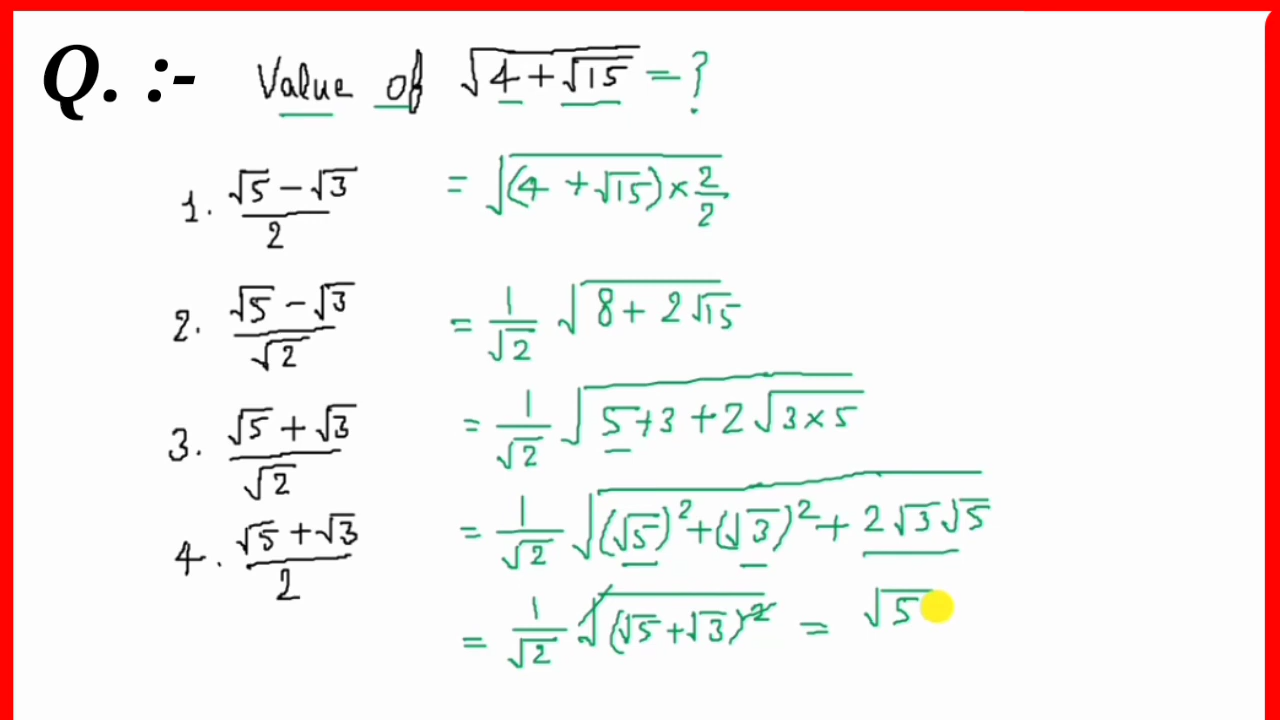 Q. :- Value of √(4+√15) = ?
1. (√5 − √3)/2
= √((4 + √15) × 2/2)
2. (√5 − √3)/√2
= 1/√2 √(8 + 2√15)
3. (√5 + √3)/√2
= 1/√2 √(5+3 + 2√(3×5))
4. (√5 + √3)/2
= 1/√2 √((√5)²+(√3)²+ 2√3√5)
= 1/√2 √((√5+√3)²) = √5